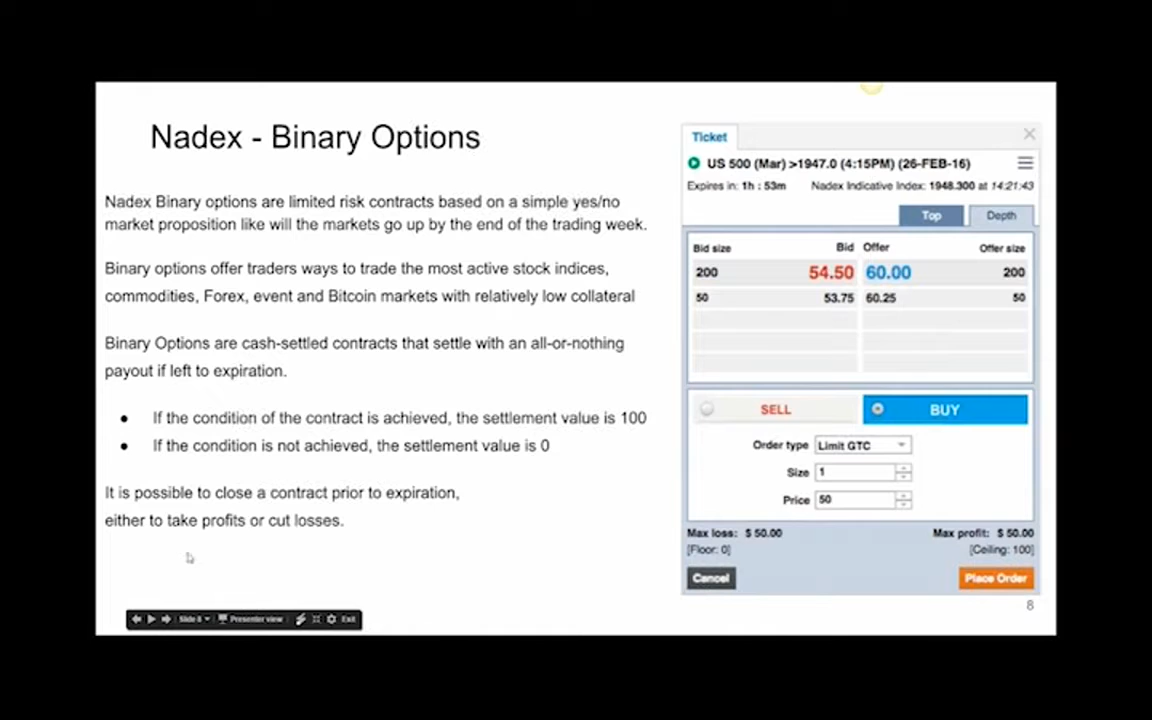 Nadex - Binary Options
Nadex Binary options are limited risk contracts based on a simple yes/no
market proposition like will the markets go up by the end of the trading week.
Binary options offer traders ways to trade the most active stock indices,
commodities, Forex, event and Bitcoin markets with relatively low collateral
Binary Options are cash-settled contracts that settle with an all-or-nothing
payout if left to expiration.
● If the condition of the contract is achieved, the settlement value is 100
● If the condition is not achieved, the settlement value is 0
It is possible to close a contract prior to expiration,
either to take profits or cut losses.
Ticket
US 500 (Mar) >1947.0 (4:15PM) (26-FEB-16)
Expires in: 1h : 53m Nadex Indicative Index: 1948.300 at 14:21:43
Top Depth
Bid size Bid Offer Offer size
200 54.50 60.00 200
50 53.75 60.25 50
SELL BUY
Order type Limit GTC
Size 1
Price 50
Max loss: $ 50.00 Max profit: $ 50.00
[Floor: 0] [Ceiling: 100]
Cancel Place Order
8
Slide 8 Presenter view Exit